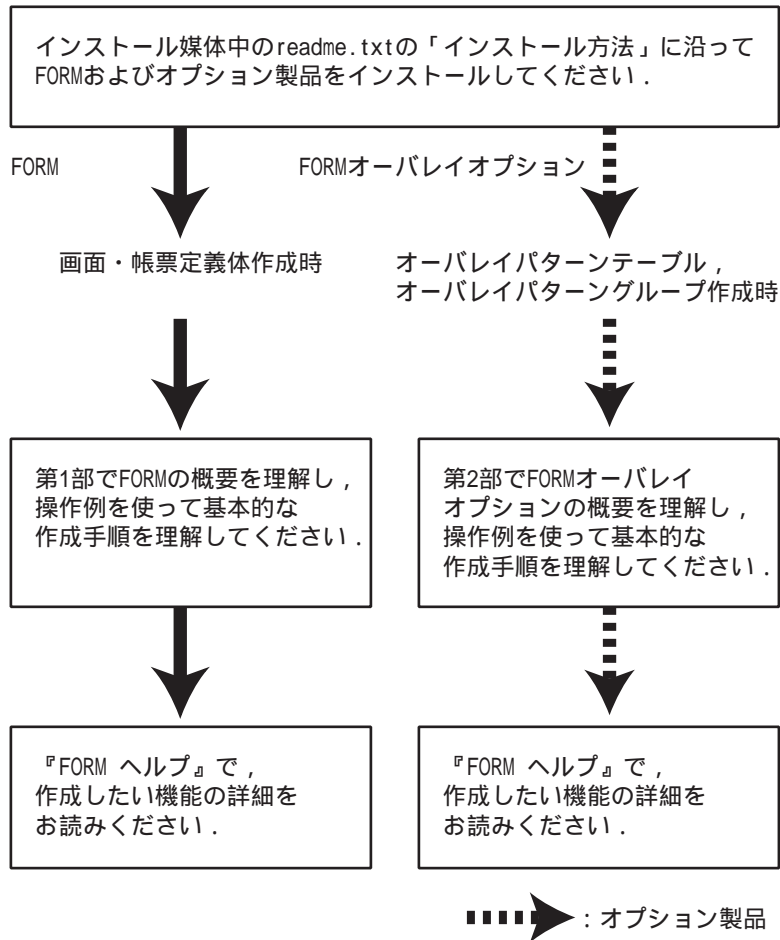 インストール媒体中のreadme.txtの「インストール方法」に沿って
FORMおよびオプション製品をインストールしてください．
FORM
FORMオーバレイオプション
画面・帳票定義体作成時
オーバレイパターンテーブル，
オーバレイパターングループ作成時
第1部でFORMの概要を理解し，
操作例を使って基本的な
作成手順を理解してください．
第2部でFORMオーバレイ
オプションの概要を理解し，
操作例を使って基本的な
作成手順を理解してください．
『FORM ヘルプ』で，
作成したい機能の詳細を
お読みください．
『FORM ヘルプ』で，
作成したい機能の詳細を
お読みください．
：オプション製品